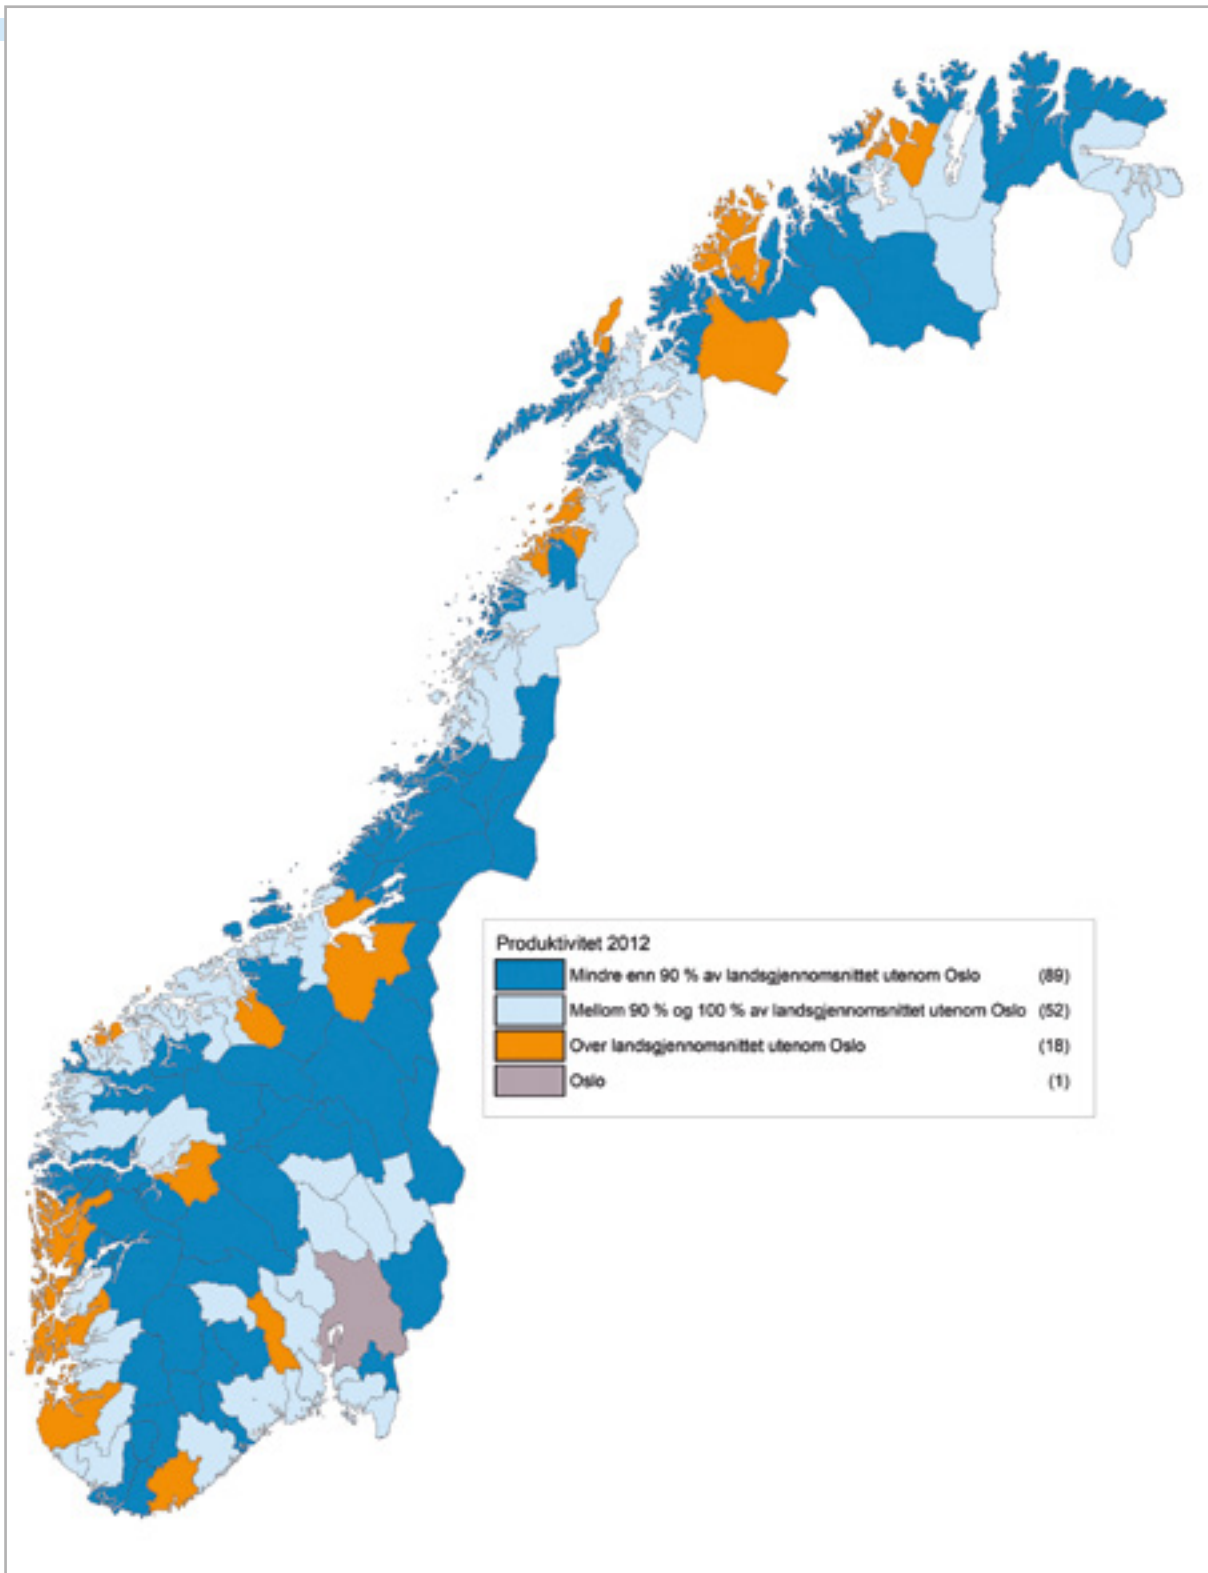 Produktivitet 2012
Mindre enn 90 % av landsgjennomsnittet utenom Oslo (89)
Mellom 90 % og 100 % av landsgjennomsnittet utenom Oslo (52)
Over landsgjennomsnittet utenom Oslo (18)
Oslo (1)